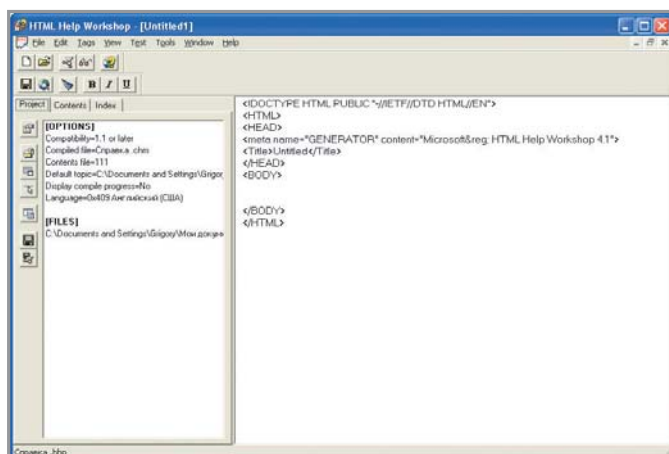 HTML Help Workshop - [Untitled1]
File Edit Tags View Test Tools Window Help
B I U
Project Contents Index
[OPTIONS]
Compatibility=1.1 or later
Compiled file=Справка .chm
Contents file=111
Default topic=C:\Documents and Settings\Grigor
Display compile progress=No
Language=0x409 Английский (США)
[FILES]
C:\Documents and Settings\Grigory\Мои докуме
<!DOCTYPE HTML PUBLIC "-//IETF//DTD HTML//EN">
<HTML>
<HEAD>
<meta name="GENERATOR" content="Microsoft&reg; HTML Help Workshop 4.1">
<Title>Untitled</Title>
</HEAD>
<BODY>
</BODY>
</HTML>
Справка .hhp